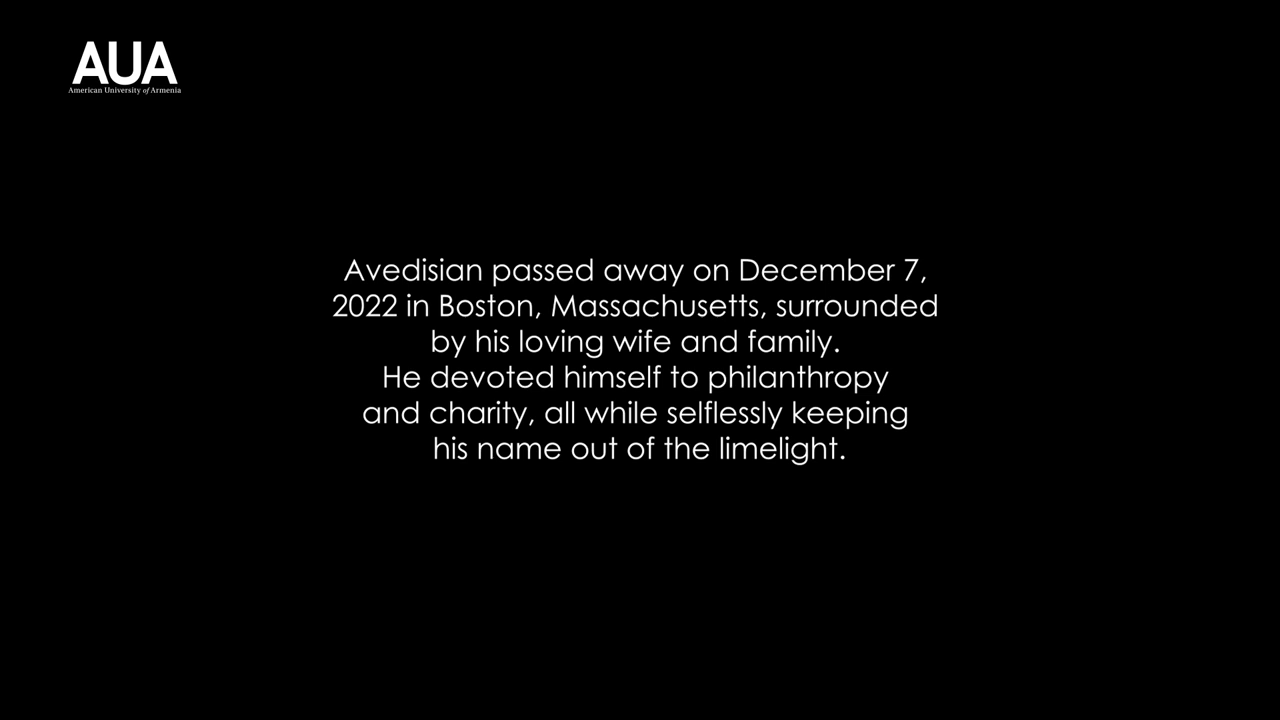 AUA
American University of Armenia
Avedisian passed away on December 7,
2022 in Boston, Massachusetts, surrounded
by his loving wife and family.
He devoted himself to philanthropy
and charity, all while selflessly keeping
his name out of the limelight.